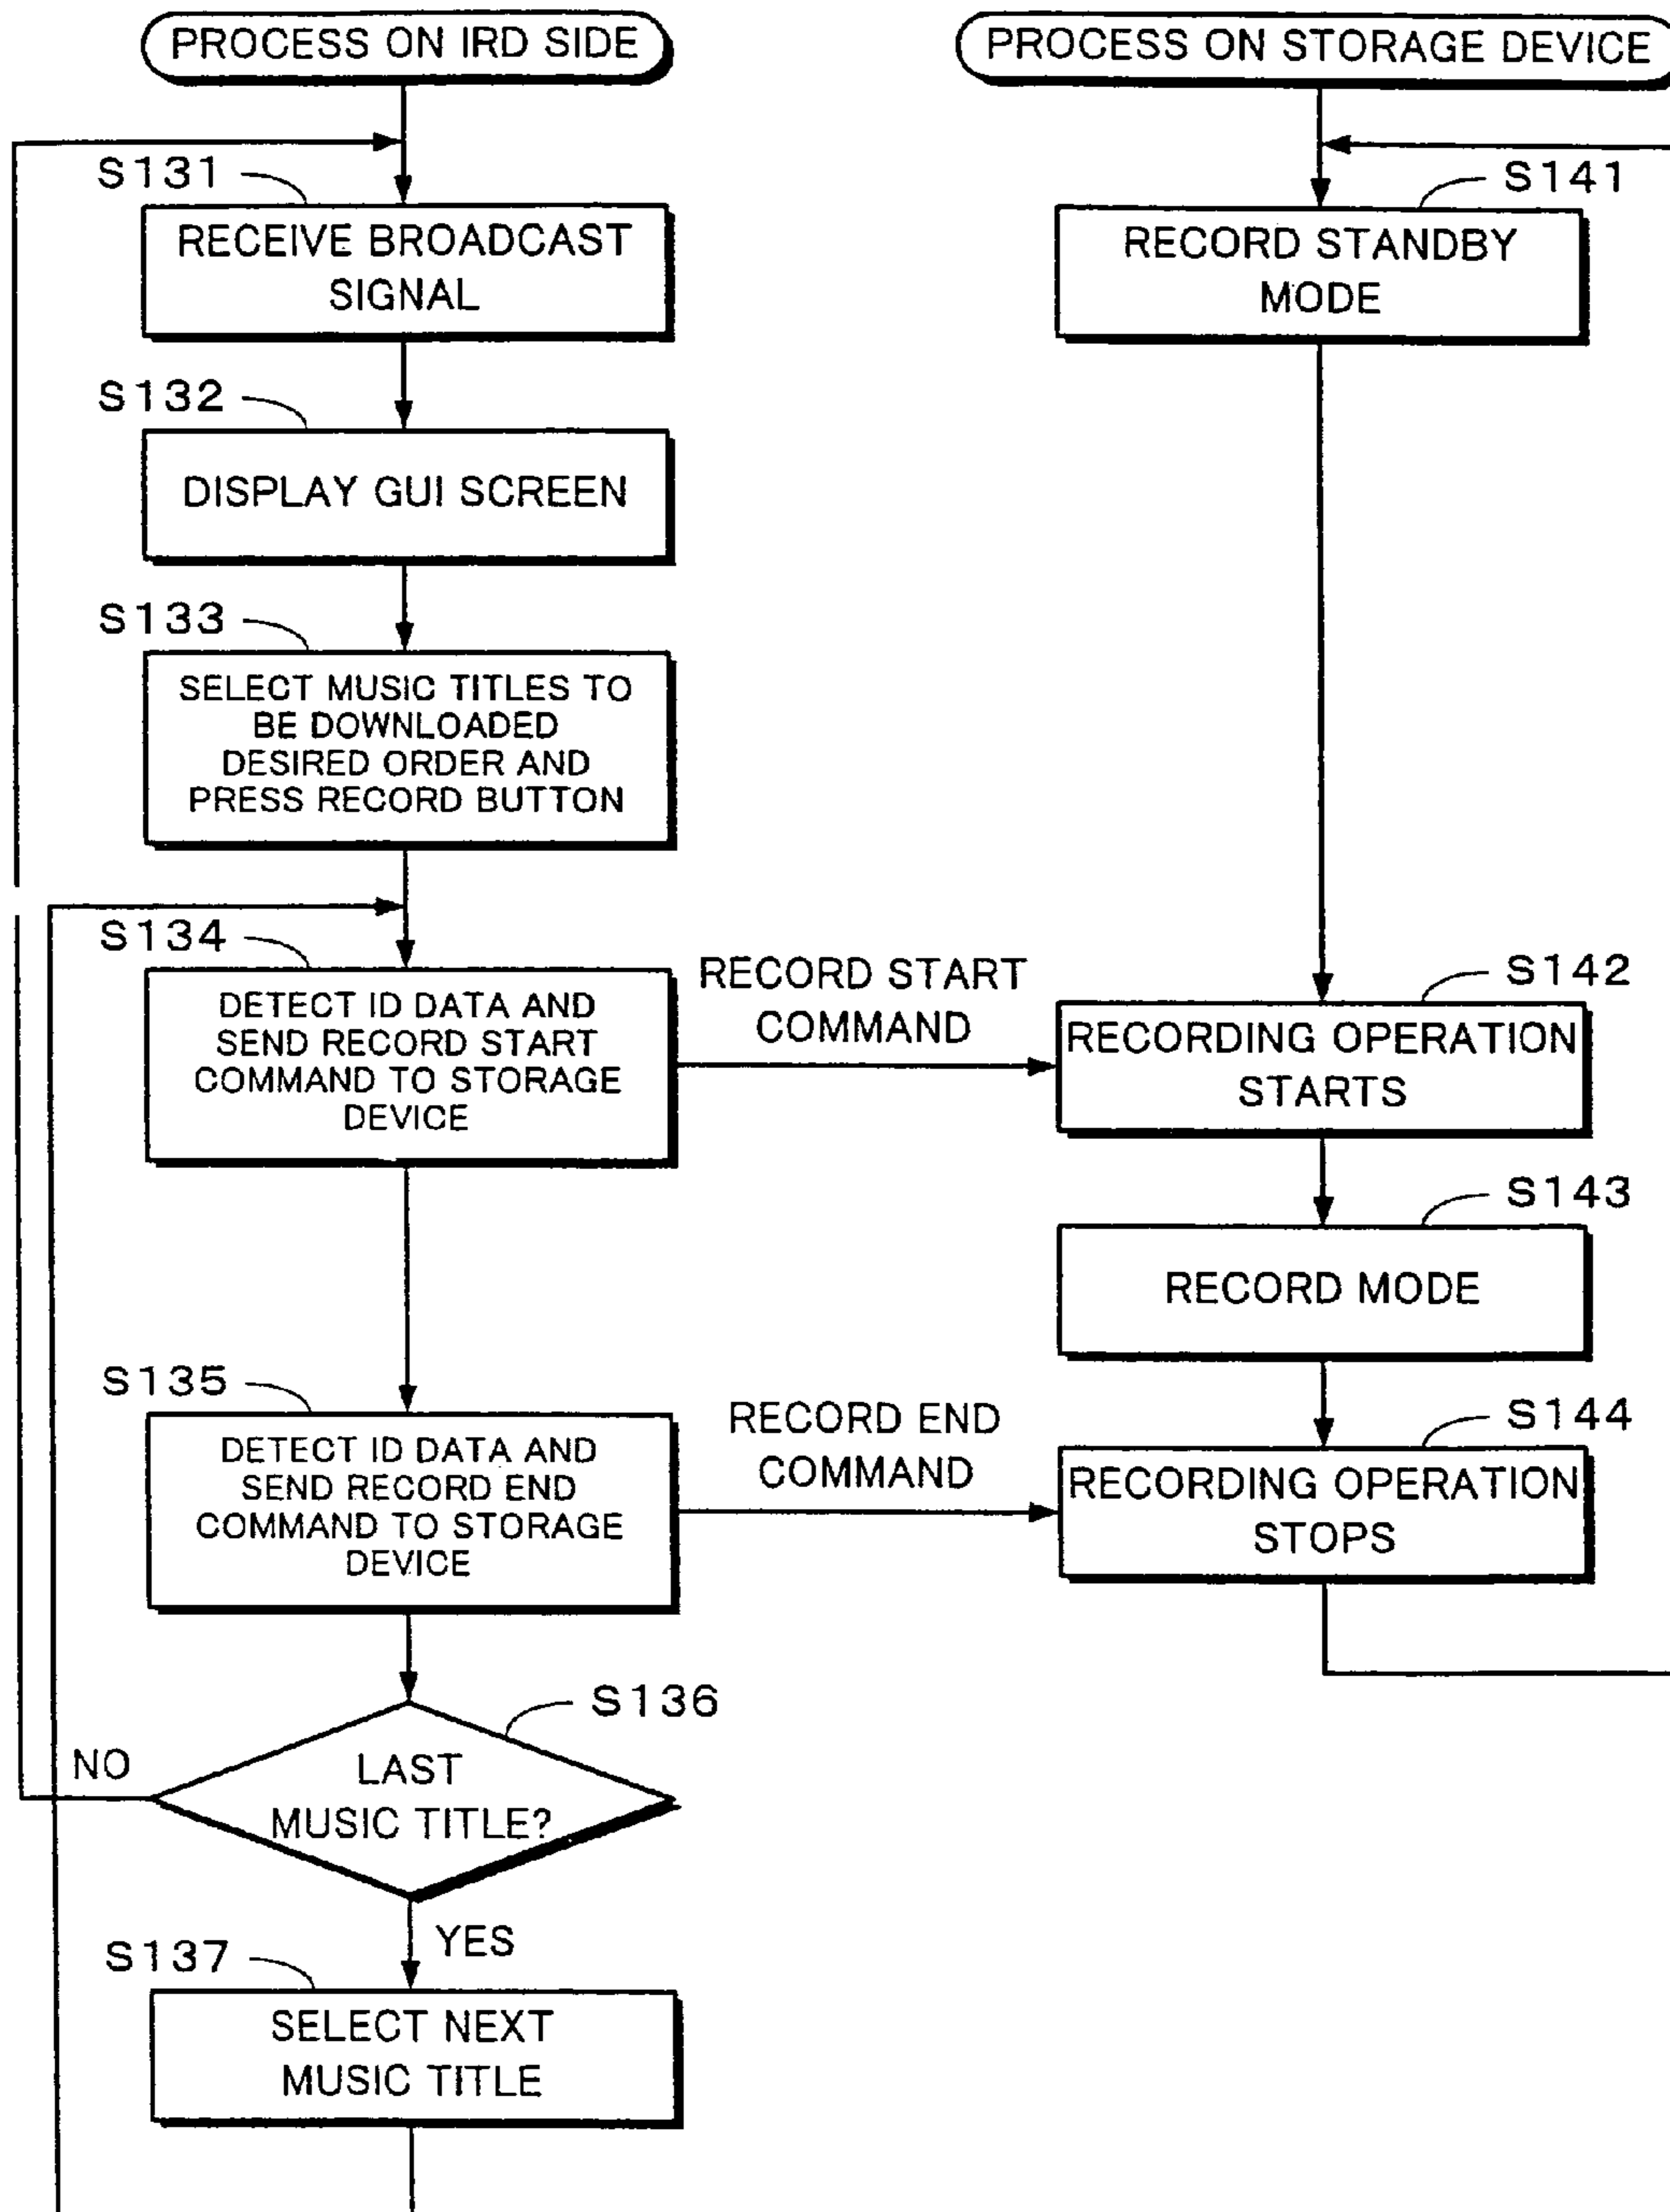 PROCESS ON IRD SIDE
S131
RECEIVE BROADCAST
SIGNAL
S132
DISPLAY GUI SCREEN
S133
SELECT MUSIC TITLES TO
BE DOWNLOADED
DESIRED ORDER AND
PRESS RECORD BUTTON
S134
DETECT ID DATA AND
SEND RECORD START
COMMAND TO STORAGE
DEVICE
RECORD START
COMMAND
S135
DETECT ID DATA AND
SEND RECORD END
COMMAND TO STORAGE
DEVICE
RECORD END
COMMAND
S136
LAST
MUSIC TITLE?
NO
YES
S137
SELECT NEXT
MUSIC TITLE
PROCESS ON STORAGE DEVICE
S141
RECORD STANDBY
MODE
S142
RECORDING OPERATION
STARTS
S143
RECORD MODE
S144
RECORDING OPERATION
STOPS